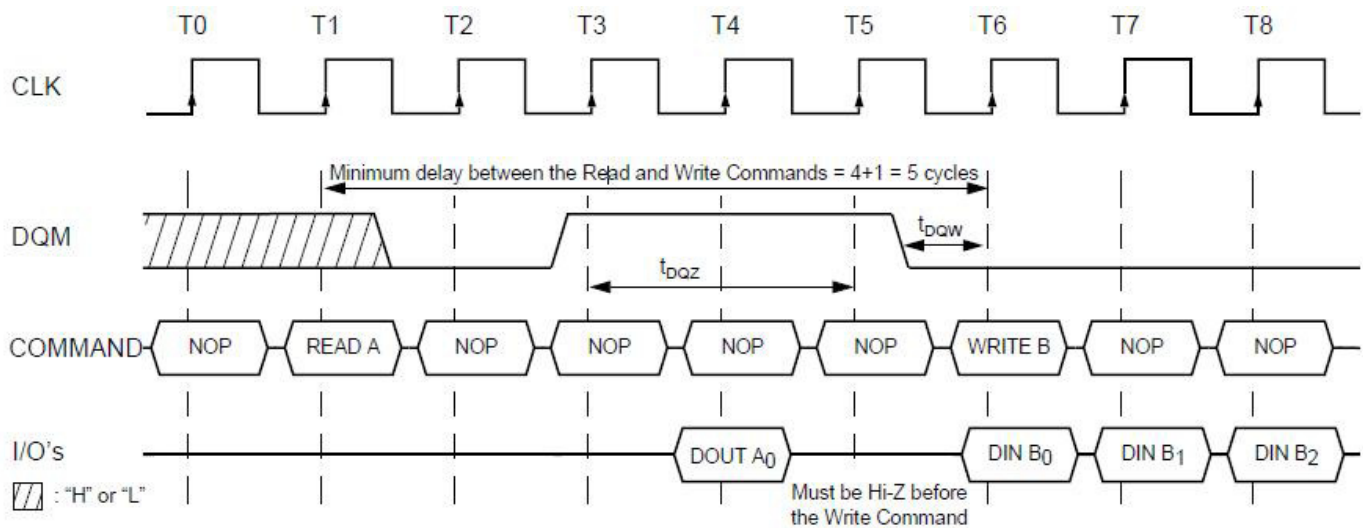 T0 T1 T2 T3 T4 T5 T6 T7 T8
CLK
Minimum delay between the Read and Write Commands = 4+1 = 5 cycles
DQM
tDQW
tDQZ
COMMAND NOP READ A NOP NOP NOP NOP WRITE B NOP NOP
I/O's DOUT A0 DIN B0 DIN B1 DIN B2
: "H" or "L"
Must be Hi-Z before
the Write Command